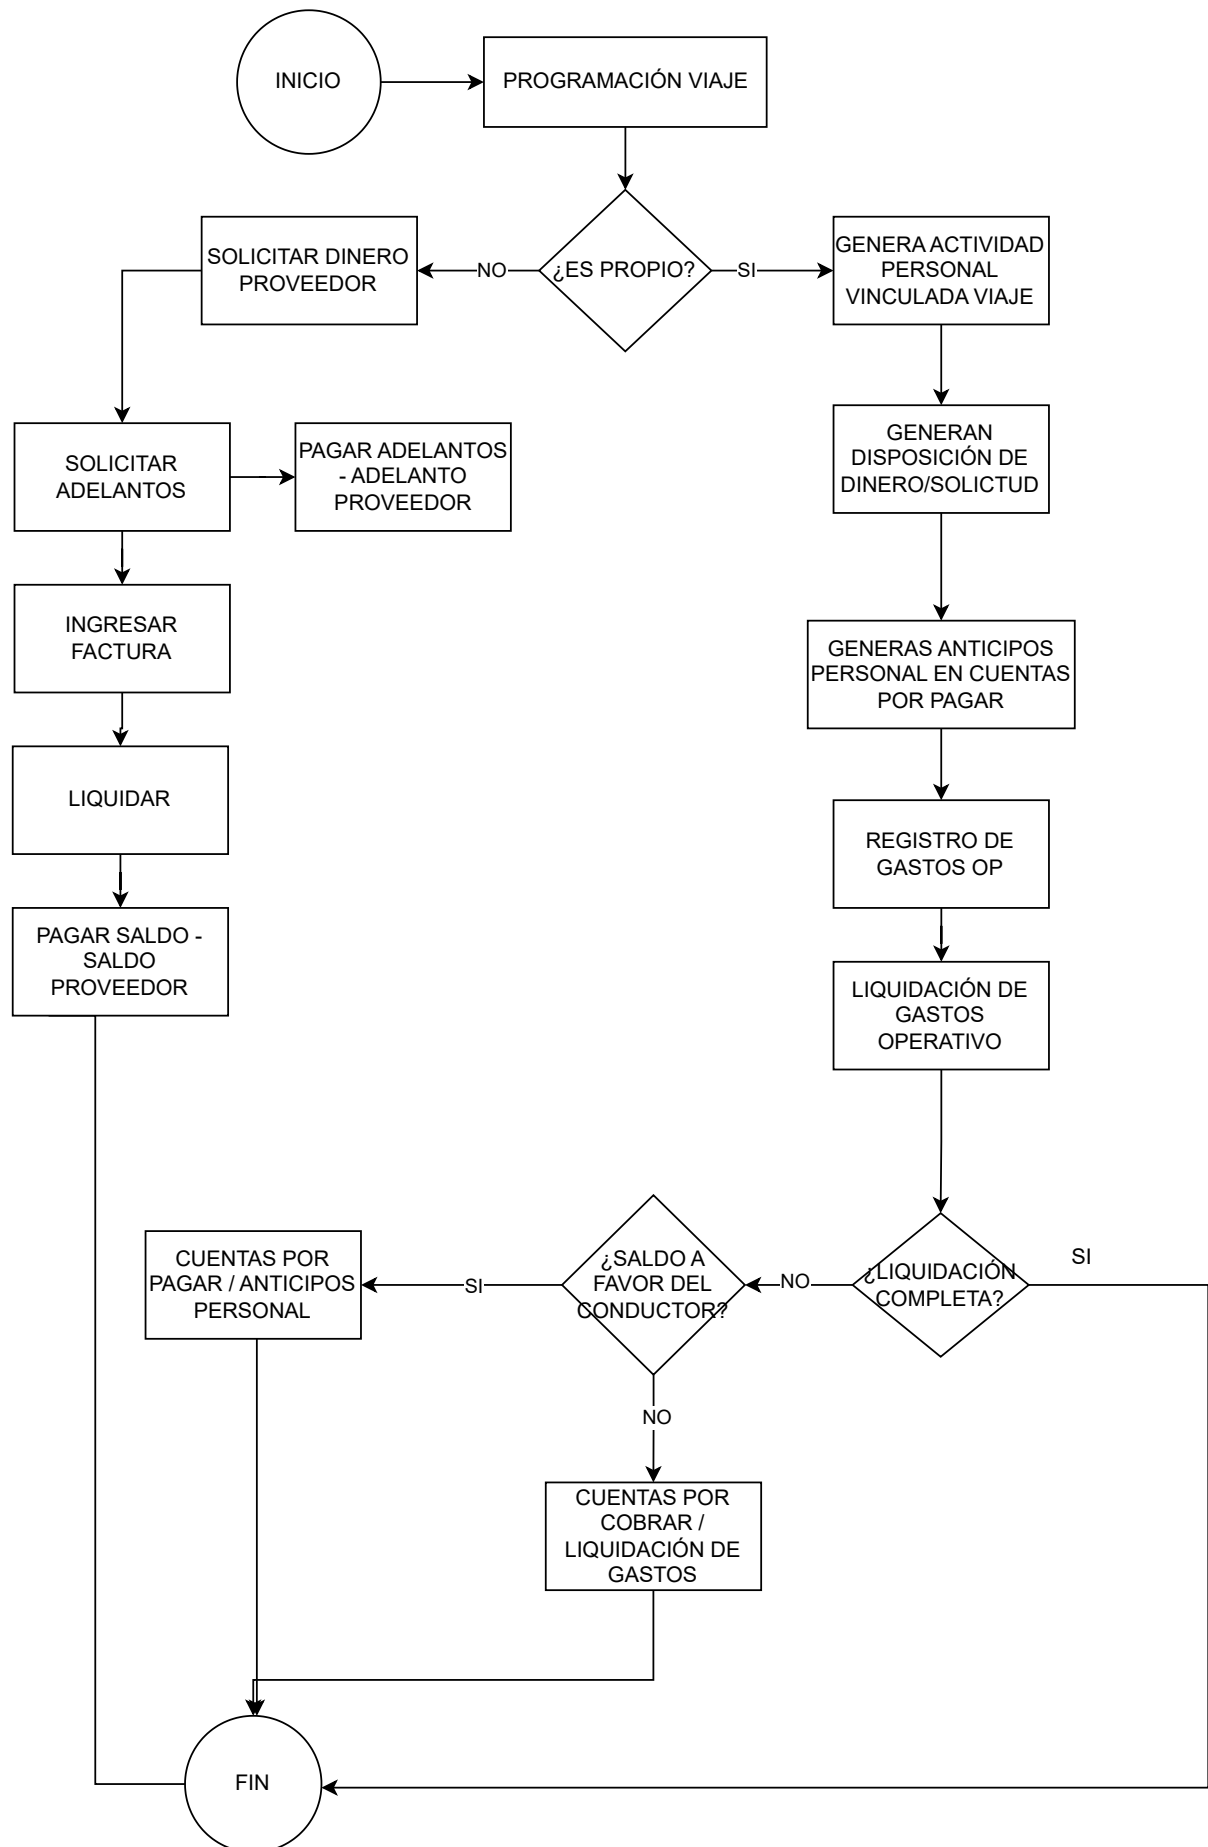 INICIO
PROGRAMACIÓN VIAJE
¿ES PROPIO?
NO
SI
SOLICITAR DINERO
PROVEEDOR
GENERA ACTIVIDAD
PERSONAL
VINCULADA VIAJE
SOLICITAR
ADELANTOS
PAGAR ADELANTOS
- ADELANTO
PROVEEDOR
GENERAN
DISPOSICIÓN DE
DINERO/SOLICTUD
INGRESAR
FACTURA
GENERAS ANTICIPOS
PERSONAL EN CUENTAS
POR PAGAR
LIQUIDAR
REGISTRO DE
GASTOS OP
PAGAR SALDO -
SALDO
PROVEEDOR
LIQUIDACIÓN DE
GASTOS
OPERATIVO
¿LIQUIDACIÓN
COMPLETA?
SI
NO
¿SALDO A
FAVOR DEL
CONDUCTOR?
SI
CUENTAS POR
PAGAR / ANTICIPOS
PERSONAL
NO
CUENTAS POR
COBRAR /
LIQUIDACIÓN DE
GASTOS
FIN